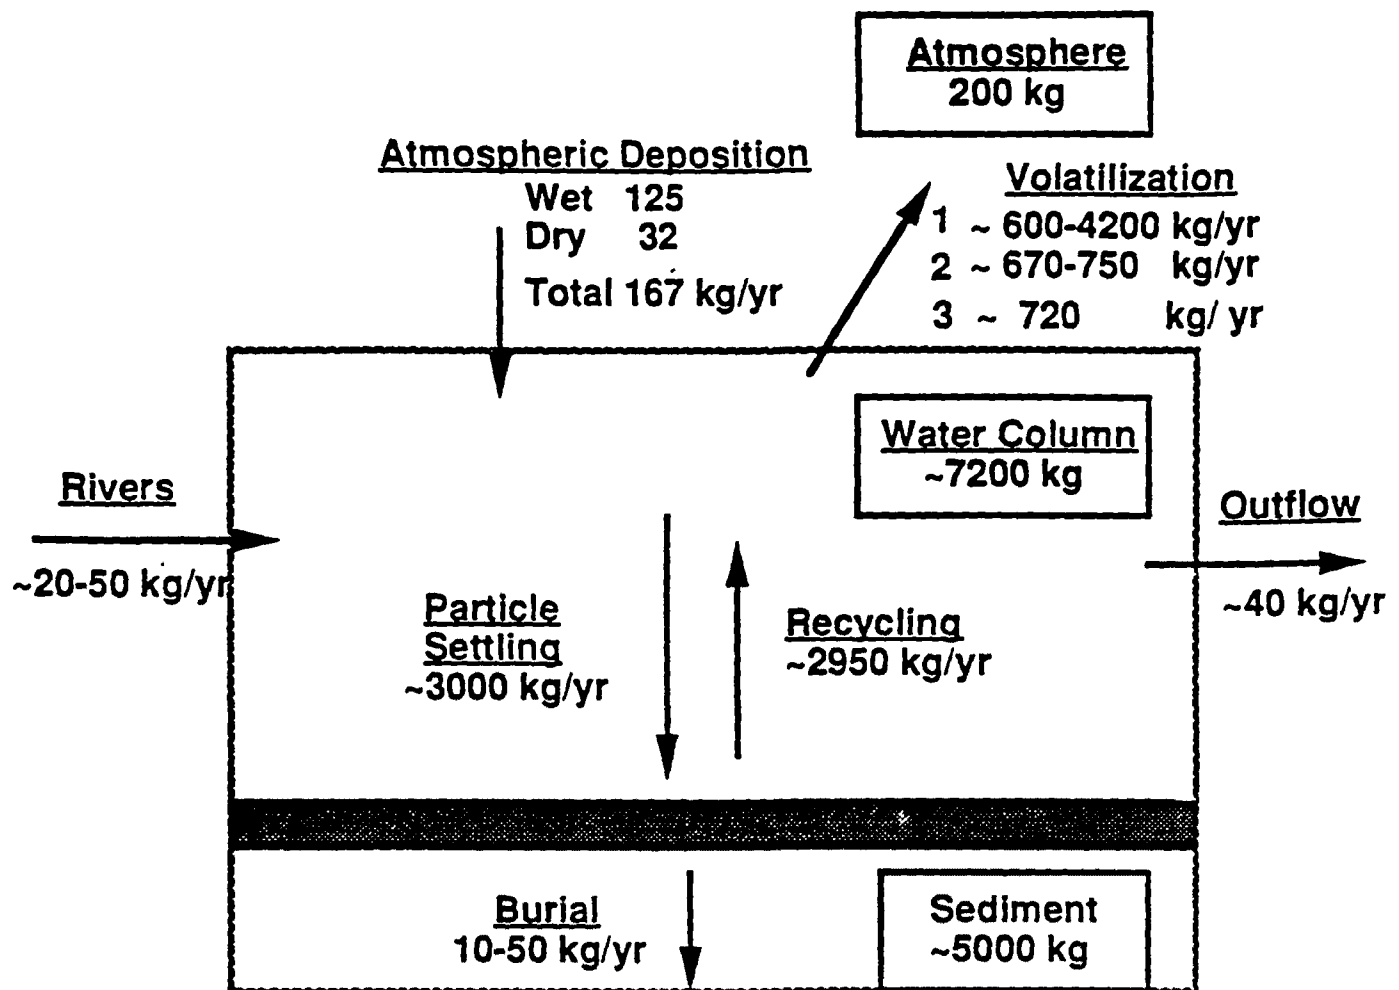 Atmosphere
200 kg
Atmospheric Deposition
Wet 125
Dry 32
Total 167 kg/yr
Volatilization
1 ~ 600-4200 kg/yr
2 ~ 670-750 kg/yr
3 ~ 720 kg/ yr
Water Column
~7200 kg
Rivers
~20-50 kg/yr
Outflow
~40 kg/yr
Particle
Settling
~3000 kg/yr
Recycling
~2950 kg/yr
Burial
10-50 kg/yr
Sediment
~5000 kg